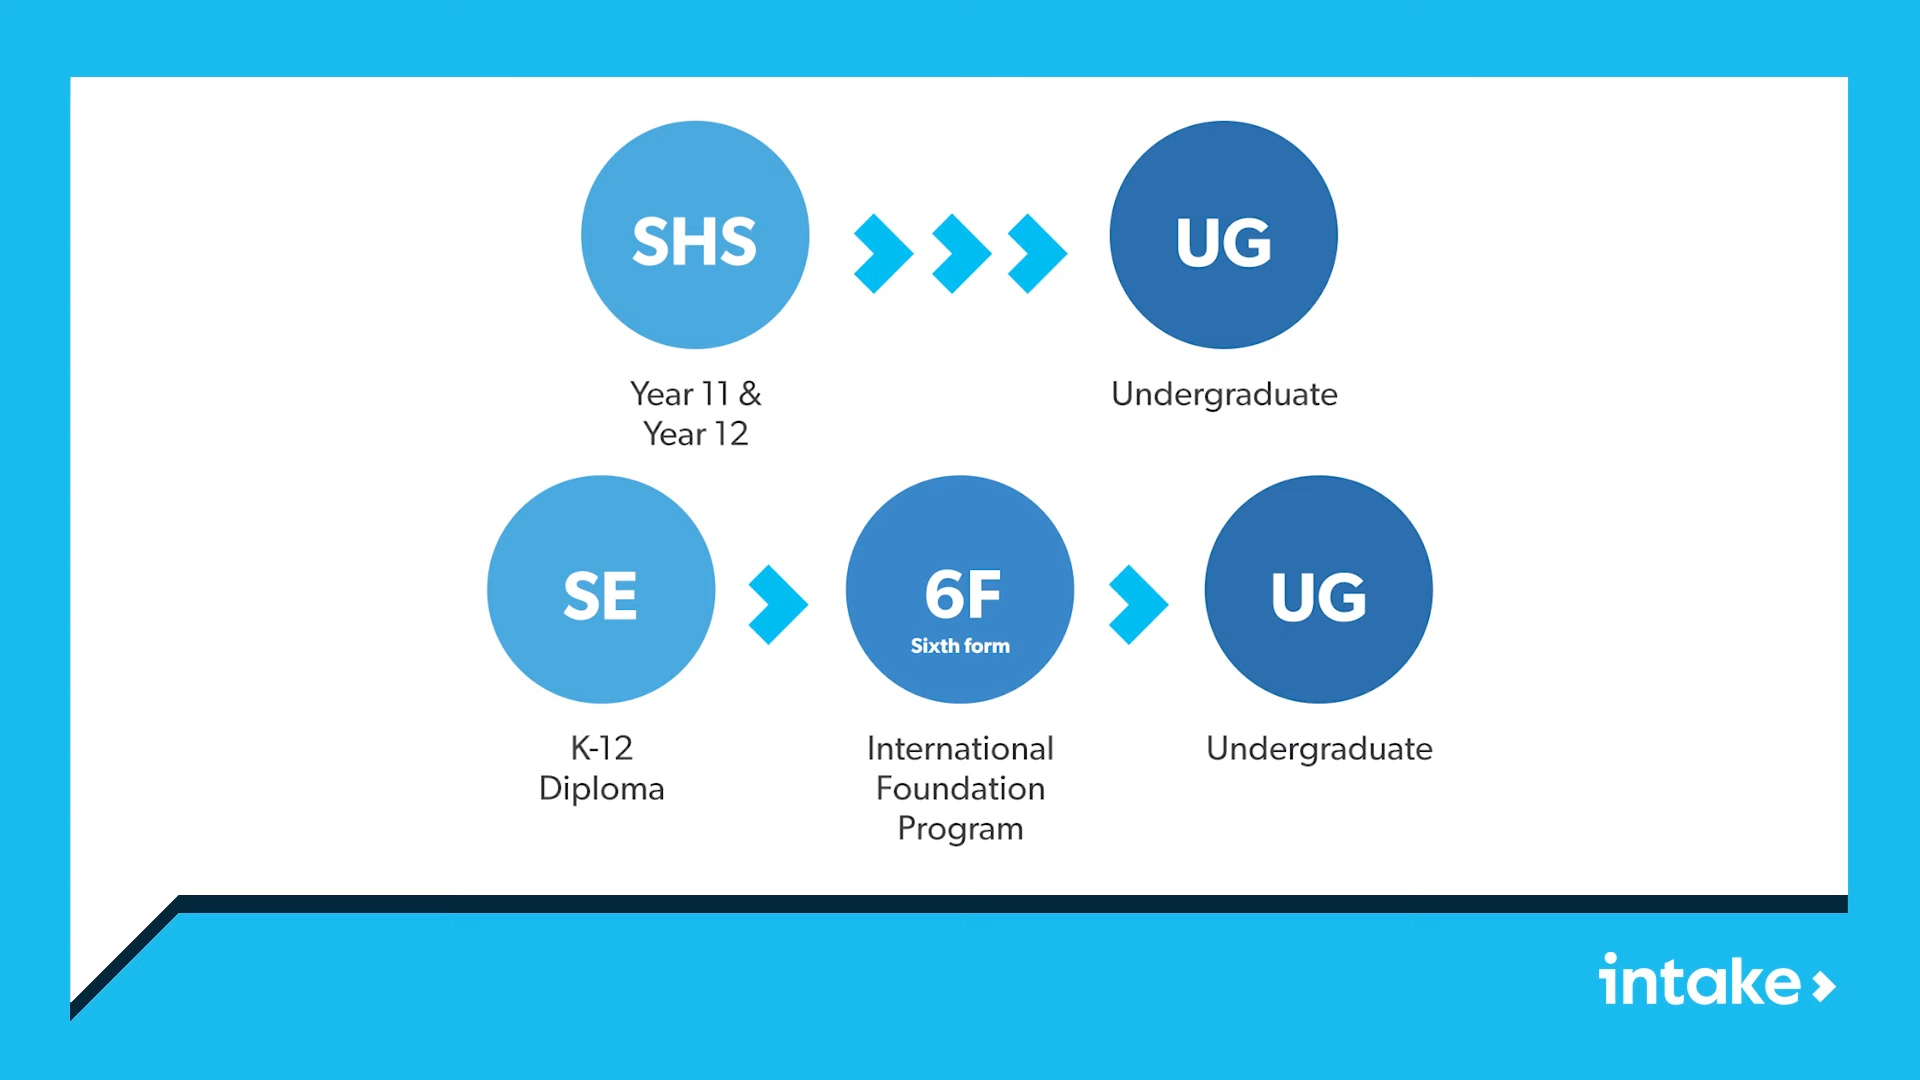 SHS
UG
Year 11 &
Year 12
Undergraduate
SE
6F
Sixth form
UG
K-12
Diploma
International
Foundation
Program
Undergraduate
intake